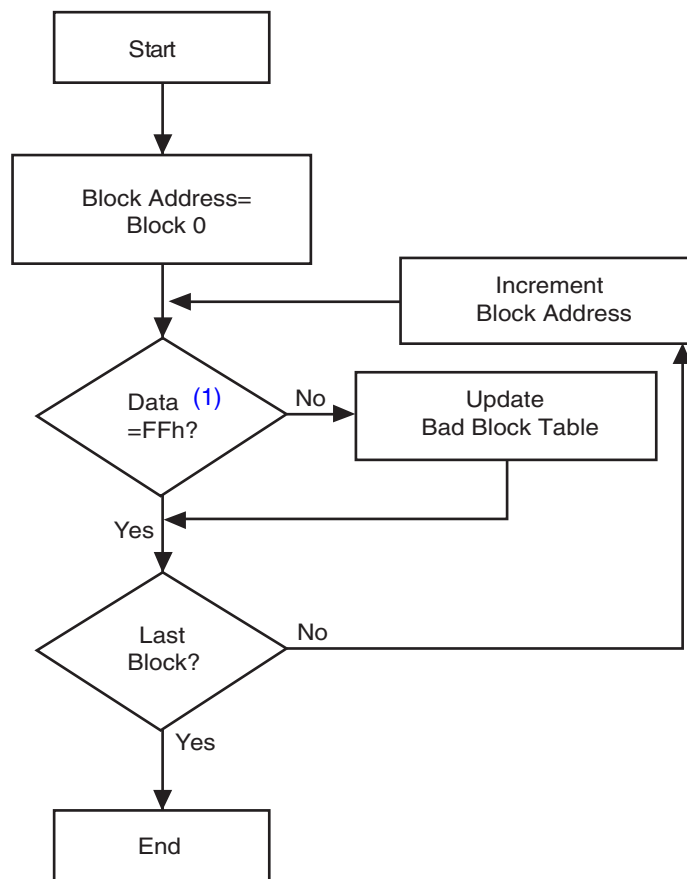 Start
Block Address=
Block 0
Increment
Block Address
Data (1)
=FFh?
No
Update
Bad Block Table
Yes
Last
Block?
No
Yes
End